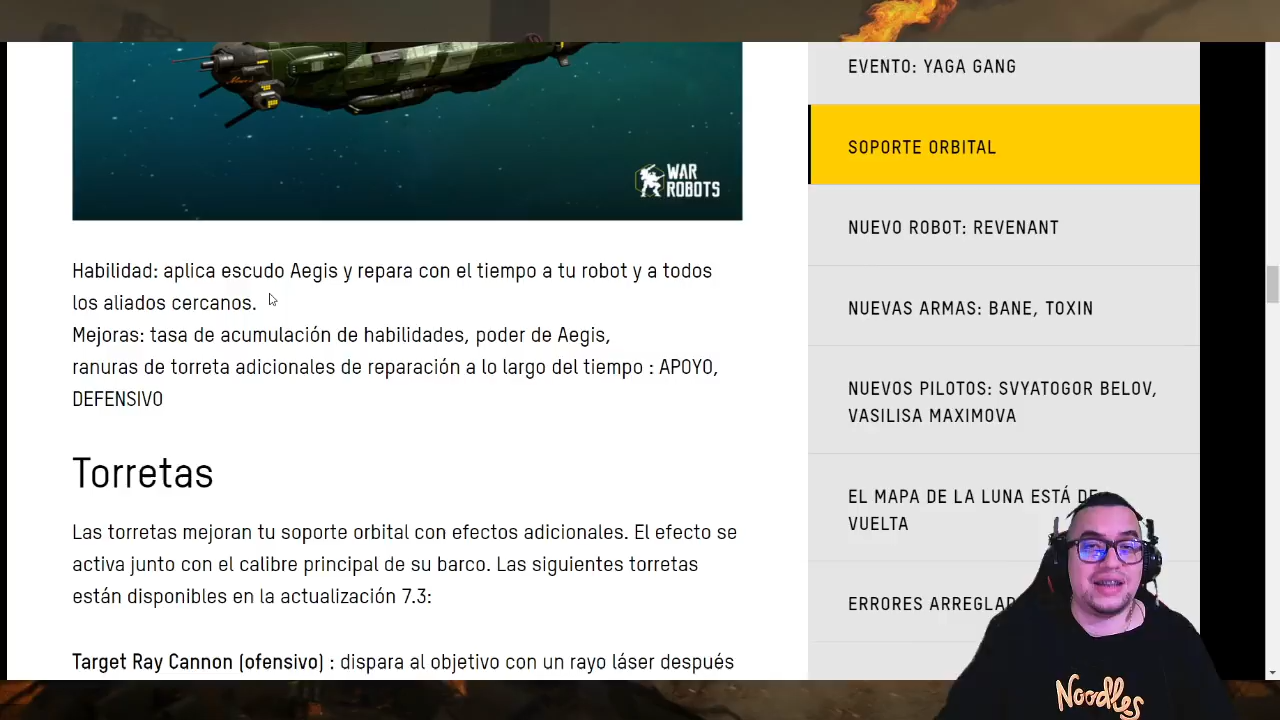 WAR
ROBOTS
Habilidad: aplica escudo Aegis y repara con el tiempo a tu robot y a todos
los aliados cercanos.
Mejoras: tasa de acumulación de habilidades, poder de Aegis,
ranuras de torreta adicionales de reparación a lo largo del tiempo : APOYO,
DEFENSIVO
Torretas
Las torretas mejoran tu soporte orbital con efectos adicionales. El efecto se
activa junto con el calibre principal de su barco. Las siguientes torretas
están disponibles en la actualización 7.3:
Target Ray Cannon (ofensivo) : dispara al objetivo con un rayo láser después
EVENTO: YAGA GANG
SOPORTE ORBITAL
NUEVO ROBOT: REVENANT
NUEVAS ARMAS: BANE, TOXIN
NUEVOS PILOTOS: SVYATOGOR BELOV,
VASILISA MAXIMOVA
EL MAPA DE LA LUNA ESTÁ DE
VUELTA
ERRORES
Noodles